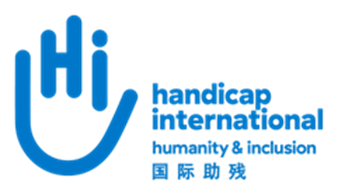 Hi
handicap
international
humanity & inclusion
国际助残